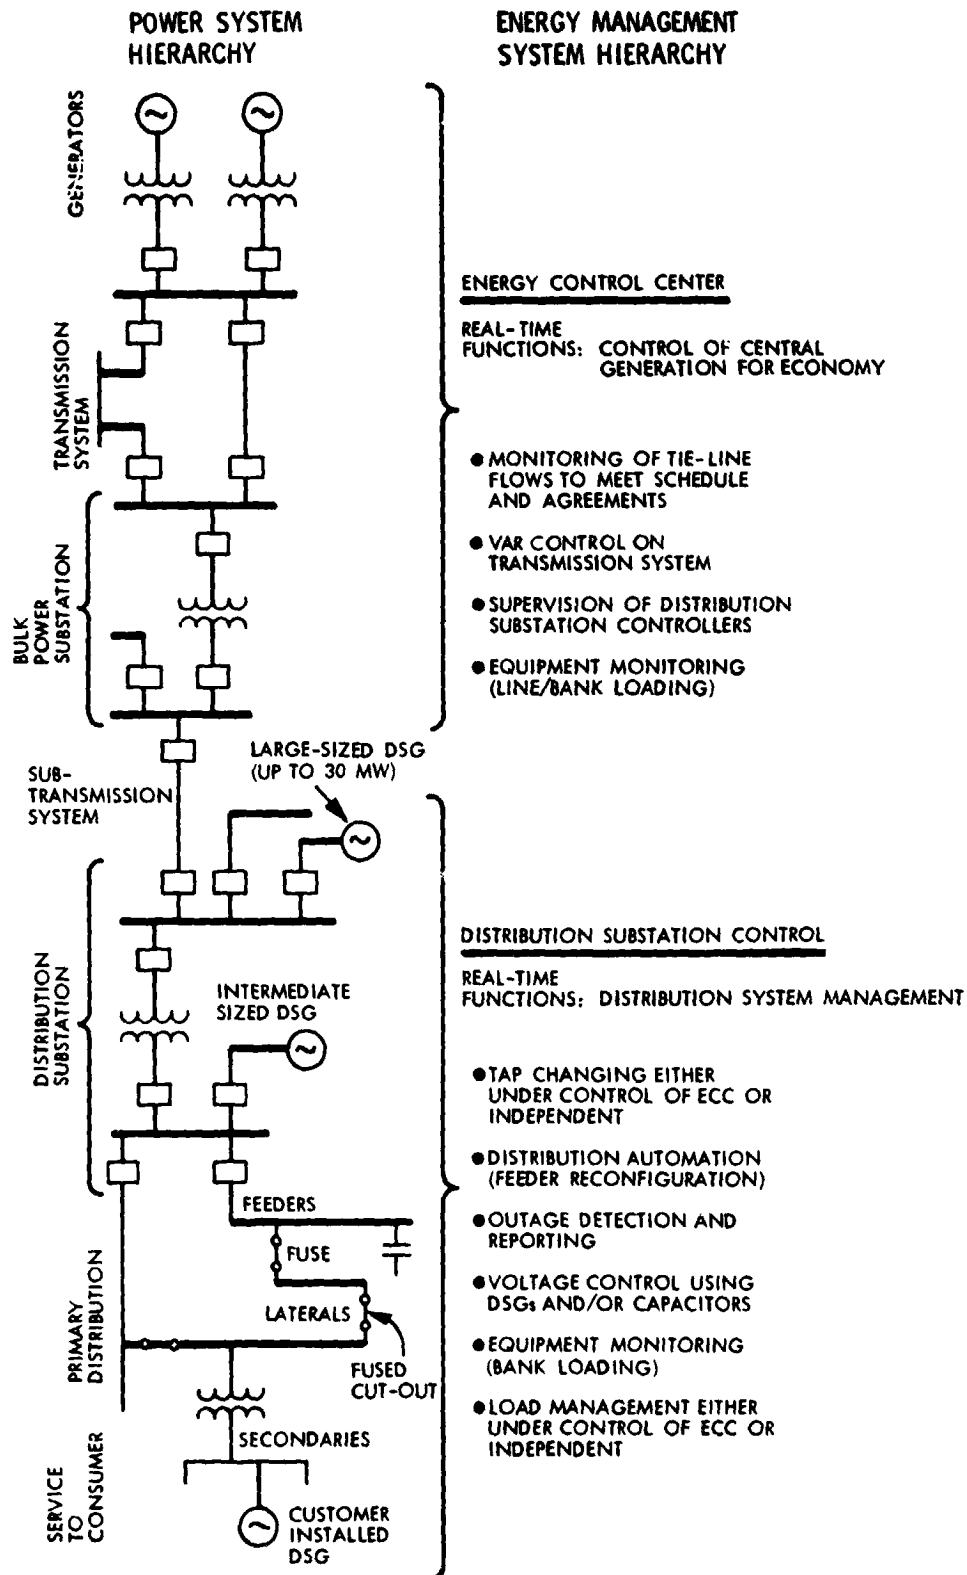 POWER SYSTEM
HIERARCHY
ENERGY MANAGEMENT
SYSTEM HIERARCHY
GENERATORS
TRANSMISSION
SYSTEM
BULK
POWER
SUBSTATION
SUB-
TRANSMISSION
SYSTEM
LARGE-SIZED DSG
(UP TO 30 MW)
DISTRIBUTION
SUBSTATION
INTERMEDIATE
SIZED DSG
FEEDERS
FUSE
LATERALS
FUSED
CUT-OUT
PRIMARY
DISTRIBUTION
SECONDARIES
SERVICE
TO
CONSUMER
CUSTOMER
INSTALLED
DSG
ENERGY CONTROL CENTER
REAL-TIME
FUNCTIONS: CONTROL OF CENTRAL
GENERATION FOR ECONOMY
● MONITORING OF TIE-LINE
FLOWS TO MEET SCHEDULE
AND AGREEMENTS
● VAR CONTROL ON
TRANSMISSION SYSTEM
● SUPERVISION OF DISTRIBUTION
SUBSTATION CONTROLLERS
● EQUIPMENT MONITORING
(LINE/BANK LOADING)
DISTRIBUTION SUBSTATION CONTROL
REAL-TIME
FUNCTIONS: DISTRIBUTION SYSTEM MANAGEMENT
● TAP CHANGING EITHER
UNDER CONTROL OF ECC OR
INDEPENDENT
● DISTRIBUTION AUTOMATION
(FEEDER RECONFIGURATION)
● OUTAGE DETECTION AND
REPORTING
● VOLTAGE CONTROL USING
DSGs AND/OR CAPACITORS
● EQUIPMENT MONITORING
(BANK LOADING)
● LOAD MANAGEMENT EITHER
UNDER CONTROL OF ECC OR
INDEPENDENT